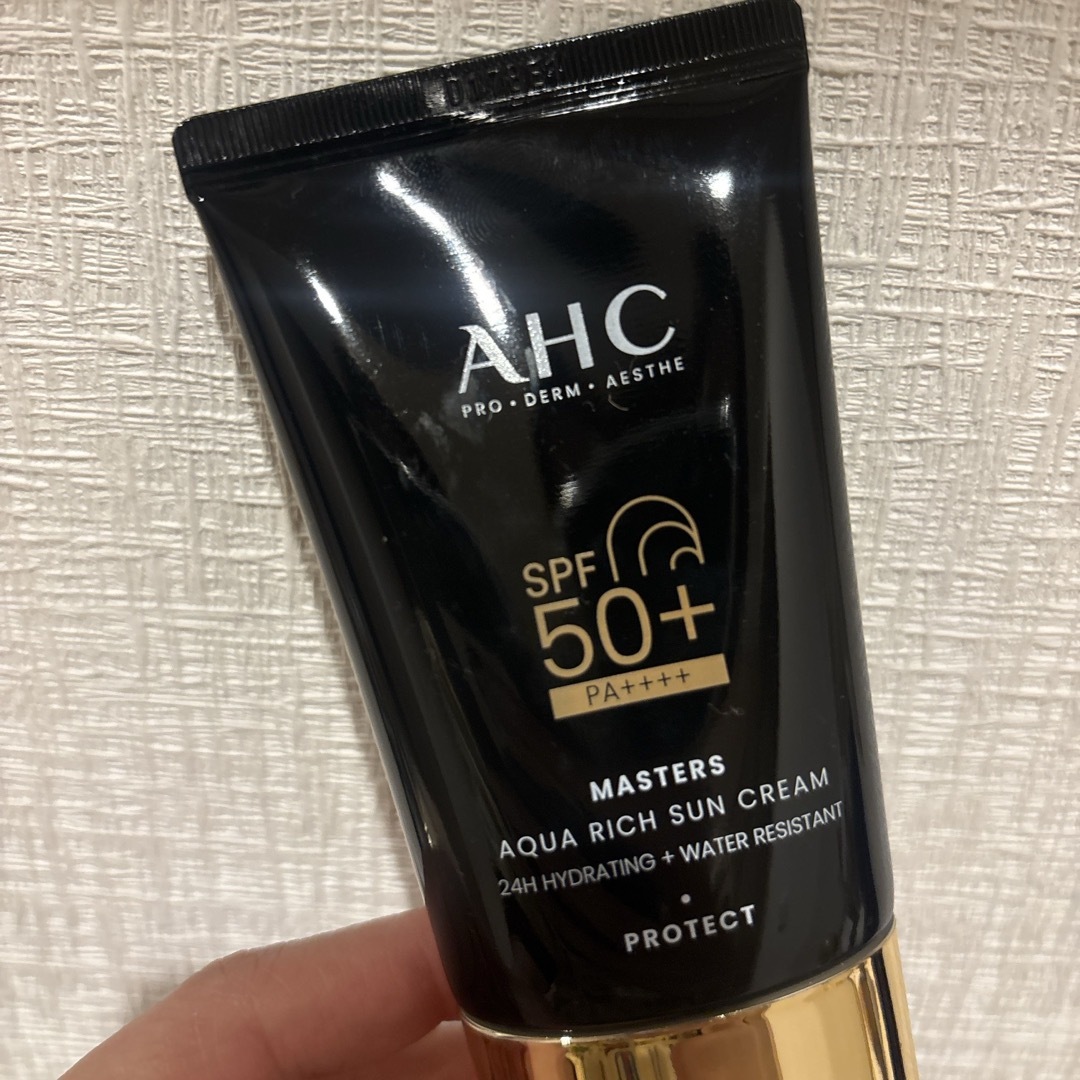 AHC
PRO • DERM • AESTHE
SPF
50+
PA++++
MASTERS
AQUA RICH SUN CREAM
24H HYDRATING + WATER RESISTANT
•
PROTECT